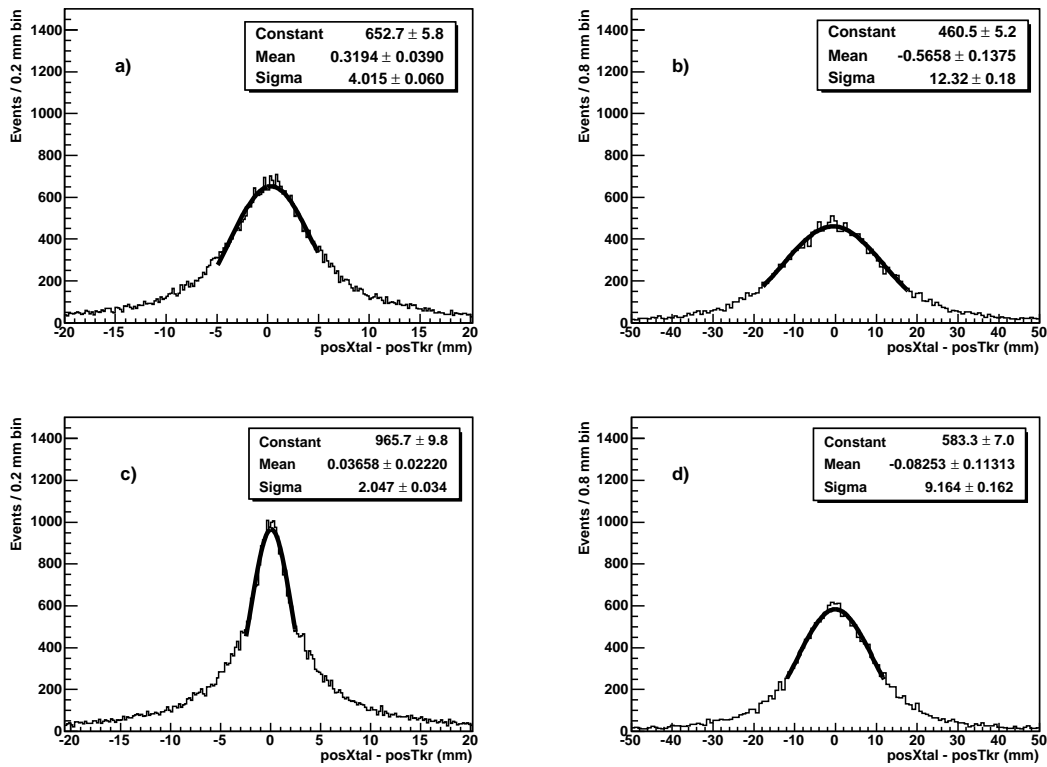 Events / 0.2 mm bin
a)
Constant 652.7 ± 5.8
Mean 0.3194 ± 0.0390
Sigma 4.015 ± 0.060
1400
1200
1000
800
600
400
200
0
-20 -15 -10 -5 0 5 10 15 20
posXtal - posTkr (mm)
Events / 0.8 mm bin
b)
Constant 460.5 ± 5.2
Mean -0.5658 ± 0.1375
Sigma 12.32 ± 0.18
1400
1200
1000
800
600
400
200
0
-50 -40 -30 -20 -10 0 10 20 30 40 50
posXtal - posTkr (mm)
Events / 0.2 mm bin
c)
Constant 965.7 ± 9.8
Mean 0.03658 ± 0.02220
Sigma 2.047 ± 0.034
1400
1200
1000
800
600
400
200
0
-20 -15 -10 -5 0 5 10 15 20
posXtal - posTkr (mm)
Events / 0.8 mm bin
d)
Constant 583.3 ± 7.0
Mean -0.08253 ± 0.11313
Sigma 9.164 ± 0.162
1400
1200
1000
800
600
400
200
0
-50 -40 -30 -20 -10 0 10 20 30 40 50
posXtal - posTkr (mm)